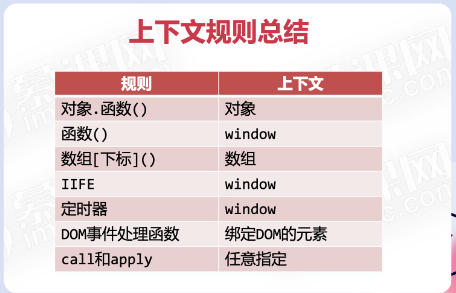 上下文规则总结
规则 上下文
对象.函数() 对象
函数() window
数组[下标]() 数组
IIFE window
定时器 window
DOM事件处理函数 绑定DOM的元素
call和apply 任意指定